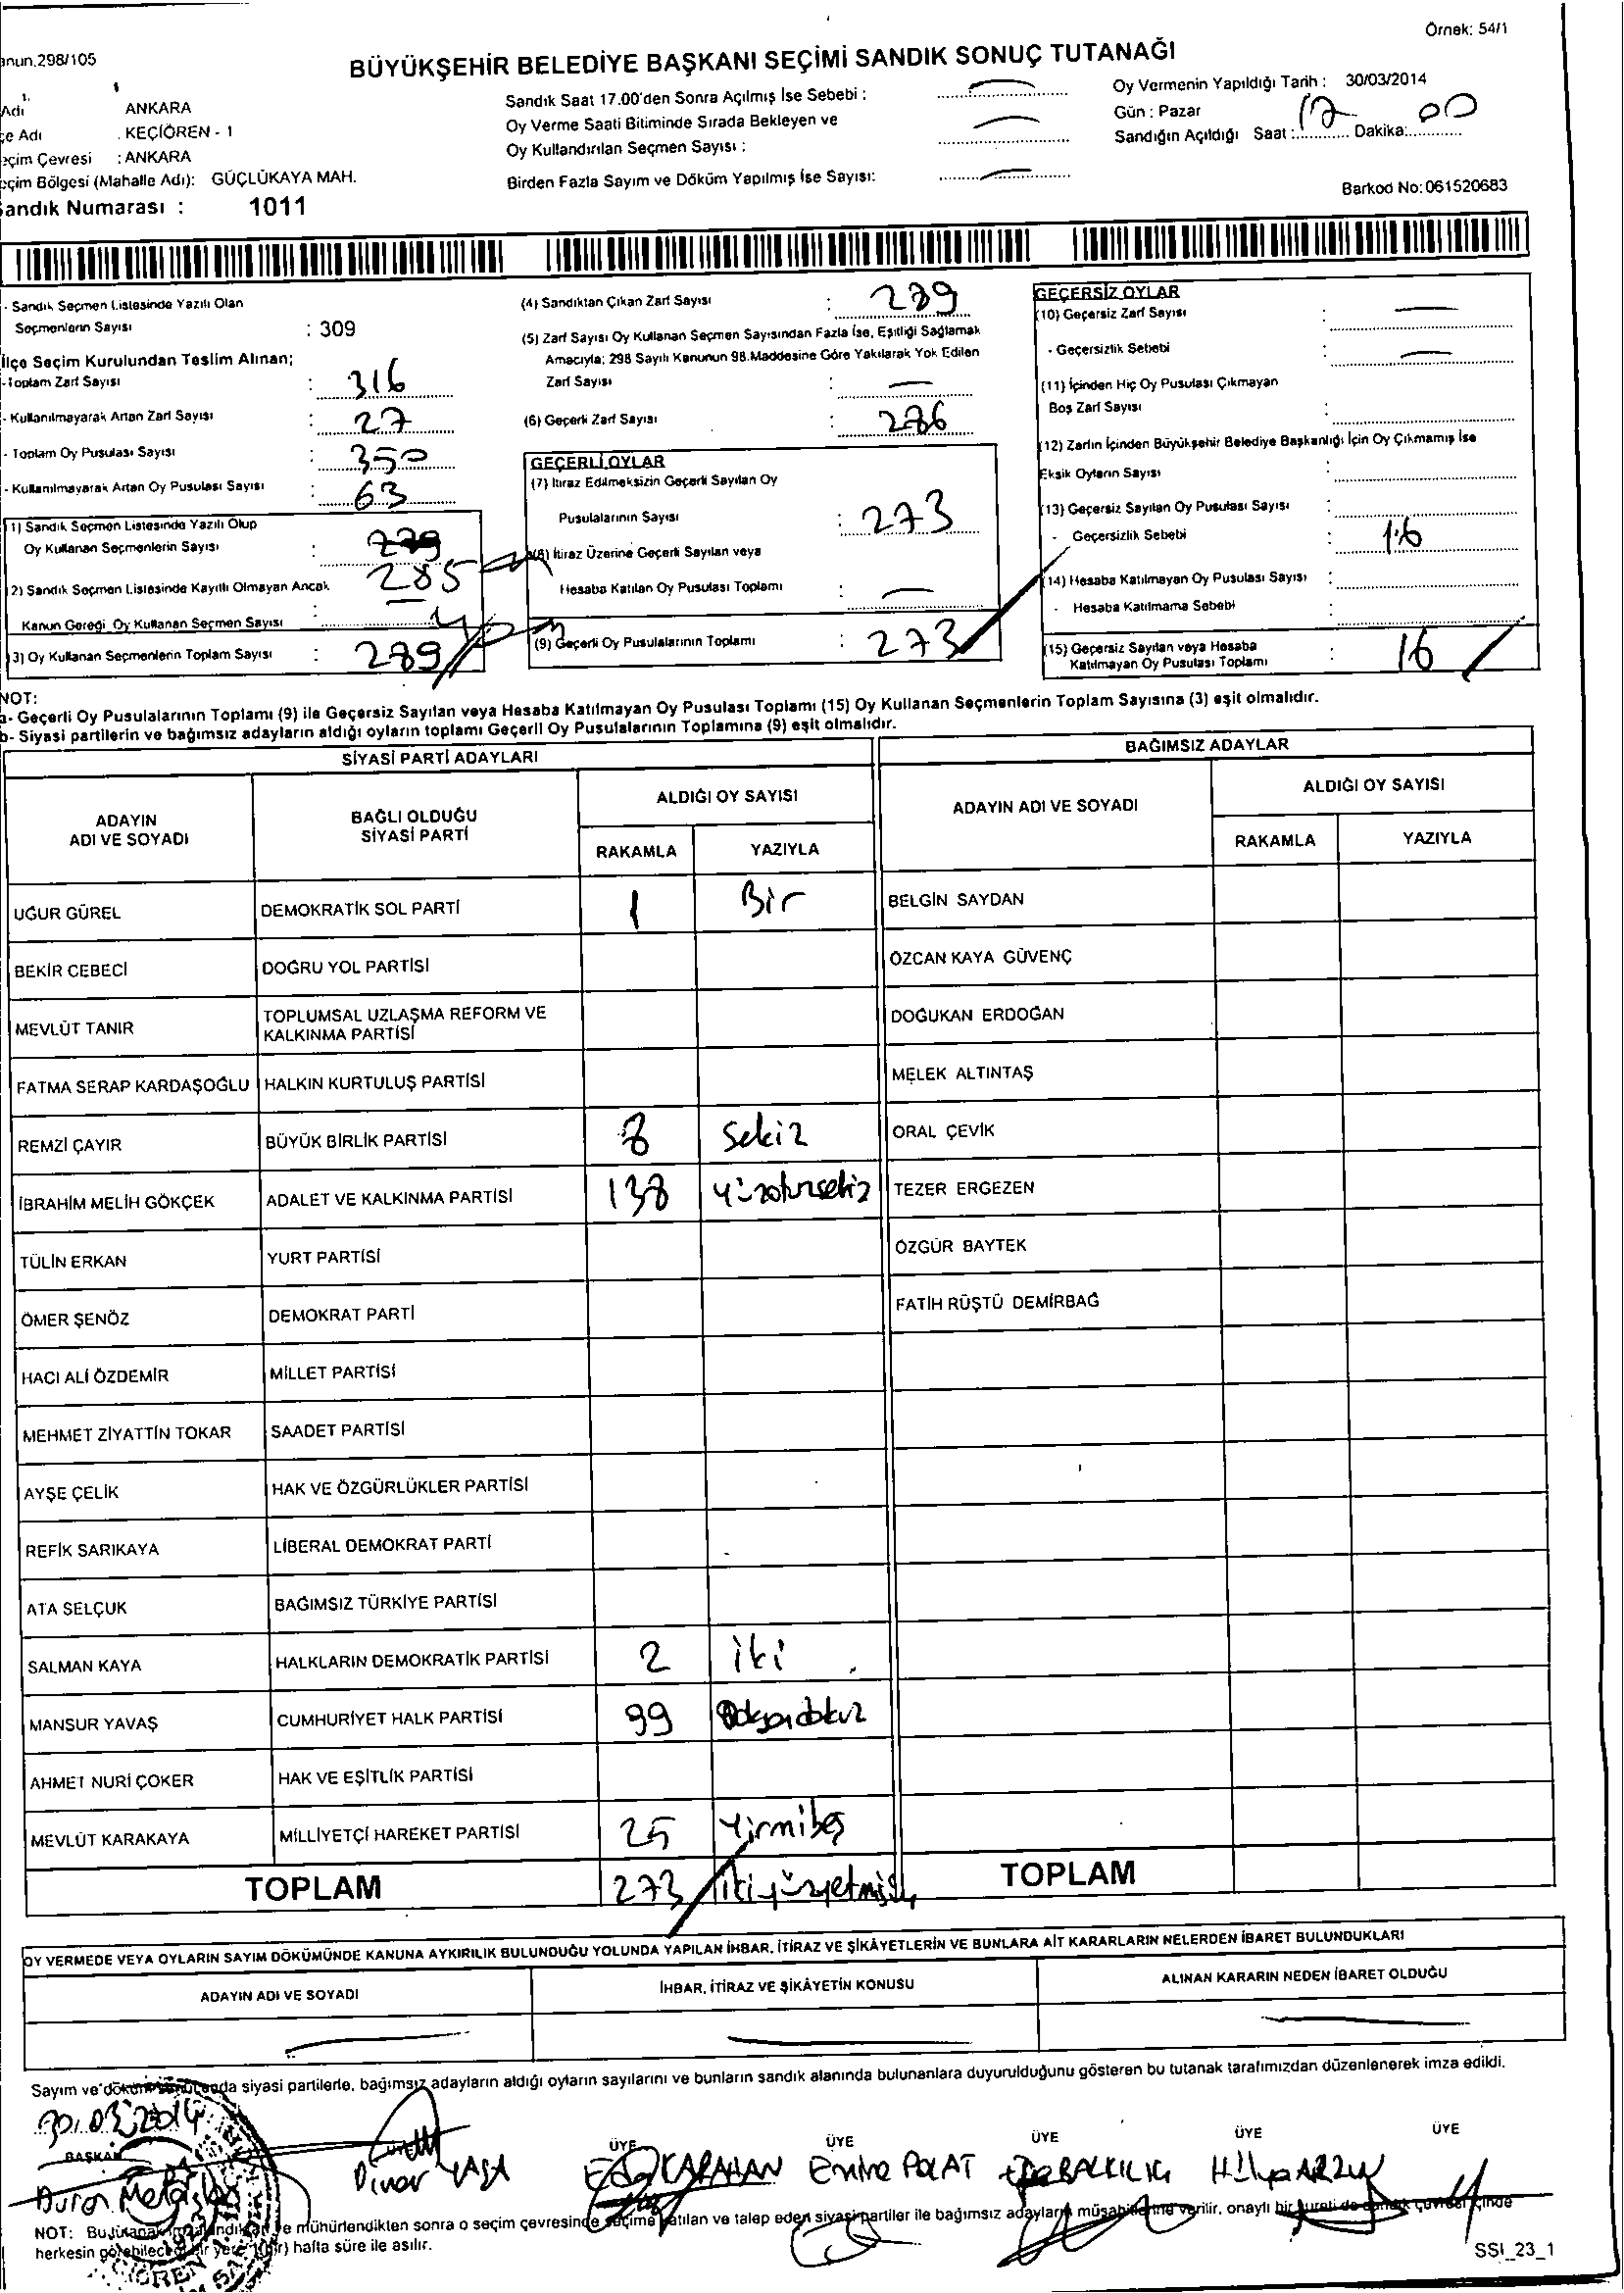 Örnek: 54/1
anun.298/105
BÜYÜKŞEHİR BELEDİYE BAŞKANI SEÇİMİ SANDIK SONUÇ TUTANAĞI
Adı ANKARA
çe Adı . KEÇİÖREN - 1
eçim Çevresi : ANKARA
eçim Bölgesi (Mahalle Adı): GÜÇLÜKAYA MAH.
Sandık Numarası : 1011
Sandık Saat 17.00'den Sonra Açılmış İse Sebebi :
Oy Verme Saati Bitiminde Sırada Bekleyen ve
Oy Kullandırılan Seçmen Sayısı :
Birden Fazla Sayım ve Döküm Yapılmış İse Sayısı:
Oy Vermenin Yapıldığı Tarih : 30/03/2014
Gün : Pazar
Sandığın Açıldığı Saat : 17 Dakika: 00
Barkod No: 061520683
- Sandık Seçmen Listesinde Yazılı Olan
Seçmenlerin Sayısı : 309
İlçe Seçim Kurulundan Teslim Alınan;
-Toplam Zarf Sayısı : 316
- Kullanılmayarak Artan Zarf Sayısı : 27
- Toplam Oy Pusulası Sayısı : 350
- Kullanılmayarak Artan Oy Pusulası Sayısı : 63
1) Sandık Seçmen Listesinde Yazılı Olup
Oy Kullanan Seçmenlerin Sayısı :
285
2) Sandık Seçmen Listesinde Kayıtlı Olmayan Ancak
Kanun Gereği Oy Kullanan Seçmen Sayısı : 4
3) Oy Kullanan Seçmenlerin Toplam Sayısı : 289
(4) Sandıktan Çıkan Zarf Sayısı : 289
(5) Zarf Sayısı Oy Kullanan Seçmen Sayısından Fazla İse, Eşitliği Sağlamak
Amacıyla; 298 Sayılı Kanunun 98.Maddesine Göre Yakılarak Yok Edilen
Zarf Sayısı :
(6) Geçerli Zarf Sayısı : 286
GEÇERLİ OYLAR
(7) İtiraz Edilmeksizin Geçerli Sayılan Oy
Pusulalarının Sayısı : 273
(8) İtiraz Üzerine Geçerli Sayılan veya
Hesaba Katılan Oy Pusulası Toplamı :
(9) Geçerli Oy Pusulalarının Toplamı : 273
GEÇERSİZ OYLAR
(10) Geçersiz Zarf Sayısı :
- Geçersizlik Sebebi :
(11) İçinden Hiç Oy Pusulası Çıkmayan
Boş Zarf Sayısı :
(12) Zarfın İçinden Büyükşehir Belediye Başkanlığı İçin Oy Çıkmamış İse
Eksik Oyların Sayısı :
(13) Geçersiz Sayılan Oy Pusulası Sayısı :
- Geçersizlik Sebebi : 16
(14) Hesaba Katılmayan Oy Pusulası Sayısı :
- Hesaba Katılmama Sebebi :
(15) Geçersiz Sayılan veya Hesaba
Katılmayan Oy Pusulası Toplamı : 16
NOT:
a- Geçerli Oy Pusulalarının Toplamı (9) ile Geçersiz Sayılan veya Hesaba Katılmayan Oy Pusulası Toplamı (15) Oy Kullanan Seçmenlerin Toplam Sayısına (3) eşit olmalıdır.
b- Siyasi partilerin ve bağımsız adayların aldığı oyların toplamı Geçerli Oy Pusulalarının Toplamına (9) eşit olmalıdır.
SİYASİ PARTİ ADAYLARI BAĞIMSIZ ADAYLAR
ADAYIN ADI VE SOYADI BAĞLI OLDUĞU SİYASİ PARTİ ALDIĞI OY SAYISI ADAYIN ADI VE SOYADI ALDIĞI OY SAYISI
RAKAMLA YAZIYLA RAKAMLA YAZIYLA
UĞUR GÜREL DEMOKRATİK SOL PARTİ 1 Bir BELGİN SAYDAN
BEKİR CEBECİ DOĞRU YOL PARTİSİ ÖZCAN KAYA GÜVENÇ
MEVLÜT TANIR TOPLUMSAL UZLAŞMA REFORM VE KALKINMA PARTİSİ DOĞUKAN ERDOĞAN
FATMA SERAP KARDAŞOĞLU HALKIN KURTULUŞ PARTİSİ MELEK ALTINTAŞ
REMZİ ÇAYIR BÜYÜK BİRLİK PARTİSİ 8 Sekiz ORAL ÇEVİK
İBRAHİM MELİH GÖKÇEK ADALET VE KALKINMA PARTİSİ 138 yüzotuzsekiz TEZER ERGEZEN
TÜLİN ERKAN YURT PARTİSİ ÖZGÜR BAYTEK
ÖMER ŞENÖZ DEMOKRAT PARTİ FATİH RÜŞTÜ DEMİRBAĞ
HACI ALİ ÖZDEMİR MİLLET PARTİSİ
MEHMET ZİYATTİN TOKAR SAADET PARTİSİ
AYŞE ÇELİK HAK VE ÖZGÜRLÜKLER PARTİSİ
REFİK SARIKAYA LİBERAL DEMOKRAT PARTİ
ATA SELÇUK BAĞIMSIZ TÜRKİYE PARTİSİ
SALMAN KAYA HALKLARIN DEMOKRATİK PARTİSİ 2 iki
MANSUR YAVAŞ CUMHURİYET HALK PARTİSİ 99 Doksandokuz
AHMET NURİ ÇOKER HAK VE EŞİTLİK PARTİSİ
MEVLÜT KARAKAYA MİLLİYETÇİ HAREKET PARTİSİ 25 Yirmibeş
TOPLAM 273 TOPLAM
OY VERMEDE VEYA OYLARIN SAYIM DÖKÜMÜNDE KANUNA AYKIRILIK BULUNDUĞU YOLUNDA YAPILAN İHBAR, İTİRAZ VE ŞİKÂYETLERİN VE BUNLARA AİT KARARLARIN NELERDEN İBARET BULUNDUKLARI
ADAYIN ADI VE SOYADI İHBAR, İTİRAZ VE ŞİKÂYETİN KONUSU ALINAN KARARIN NEDEN İBARET OLDUĞU
Sayım ve döküm siyasi partilerle, bağımsız adayların aldığı oyların sayılarını ve bunların sandık alanında bulunanlara duyurulduğunu gösteren bu tutanak tarafımızdan düzenlenerek imza edildi.
30.03.2014
BAŞKAN ÜYE ÜYE ÜYE ÜYE ÜYE
Eda KARAHAN Emine POLAT Hülya ARZU
NOT: Bu tutanak ve mühürlendikten sonra o seçim çevresinde seçime katılan ve talep eden siyasi partiler ile bağımsız adayların müşahitlerine verilir, onaylı bir sureti de sandık çevresi içinde
herkesin görebileceği bir yere (bir) hafta süre ile asılır.
SSI_23_1